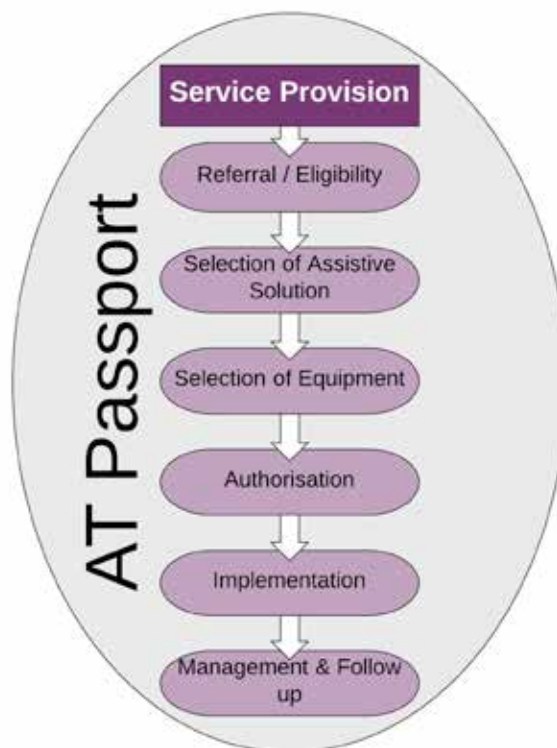 Service Provision
Referral / Eligibility
Selection of Assistive
Solution
Selection of Equipment
Authorisation
Implementation
Management & Follow
up
AT Passport